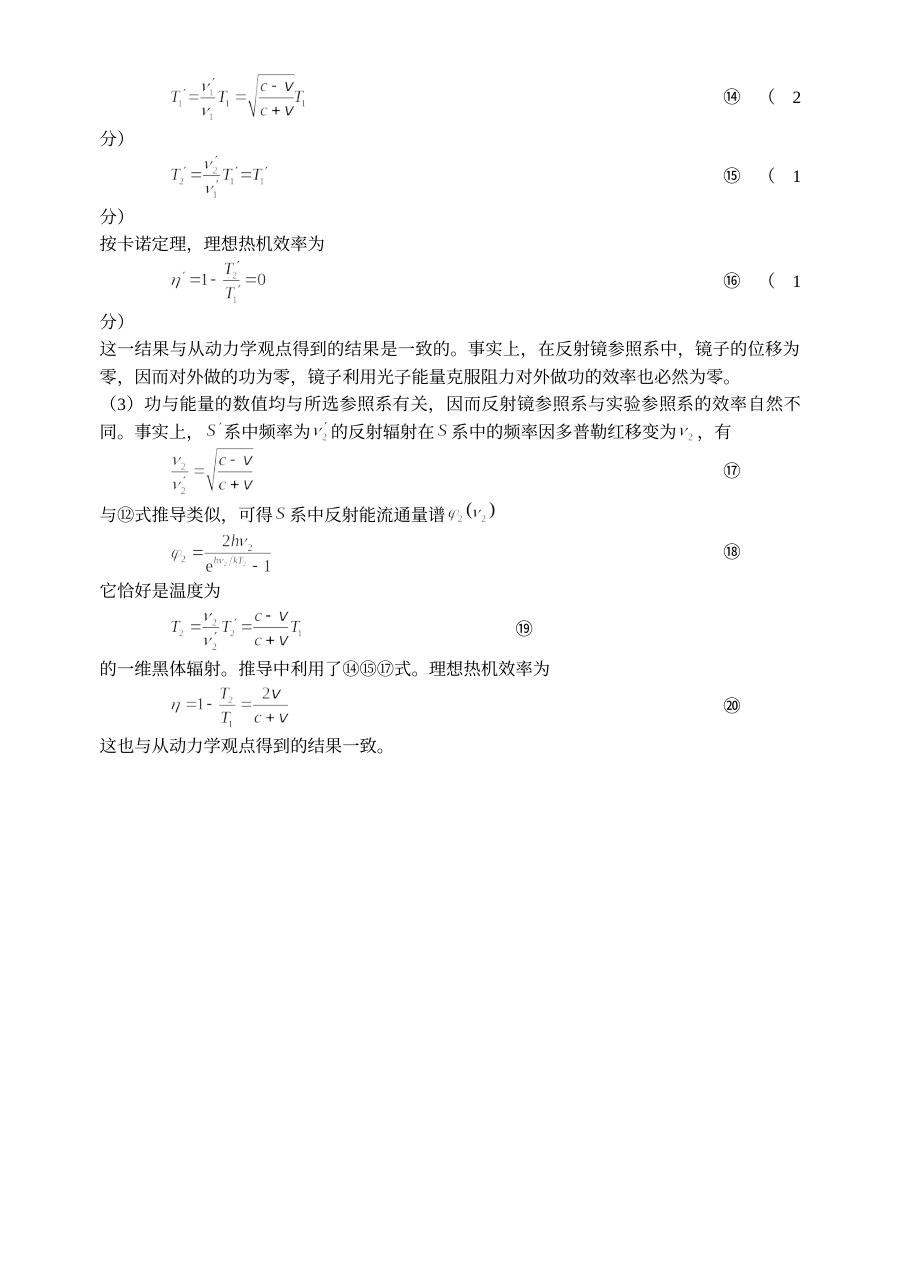 T₁′=ν₁′/ν₁ T₁=√((c－v)/(c＋v))T₁ ⑭ （ 2
分）
T₂′=ν₂′/ν₁′ T₁′=T₁′ ⑮ （ 1
分）
按卡诺定理，理想热机效率为
η′=1－T₂′/T₁′=0 ⑯ （ 1
分）
这一结果与从动力学观点得到的结果是一致的。事实上，在反射镜参照系中，镜子的位移为
零，因而对外做的功为零，镜子利用光子能量克服阻力对外做功的效率也必然为零。
（3）功与能量的数值均与所选参照系有关，因而反射镜参照系与实验参照系的效率自然不
同。事实上，S′系中频率为ν₂′的反射辐射在S系中的频率因多普勒红移变为ν₂，有
ν₂/ν₂′=√((c－v)/(c＋v)) ⑰
与⑫式推导类似，可得S系中反射能流通量谱φ₂(ν₂)
φ₂=2hν₂/(e^(hν₂/kT₂)－1) ⑱
它恰好是温度为
T₂=ν₂/ν₂′ T₂′=(c－v)/(c＋v) T₁ ⑲
的一维黑体辐射。推导中利用了⑭⑮⑰式。理想热机效率为
η=1－T₂/T₁=2v/(c＋v) ⑳
这也与从动力学观点得到的结果一致。